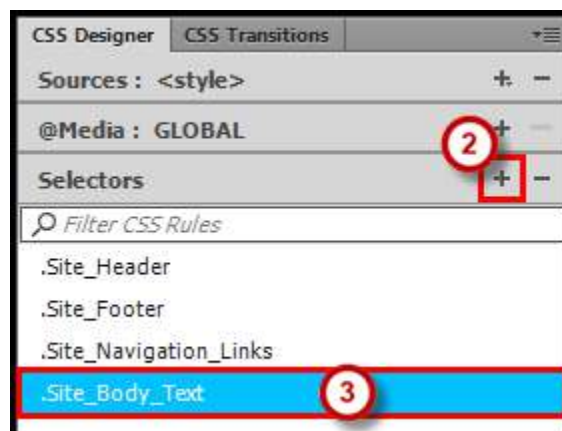 CSS Designer CSS Transitions
Sources : <style> + −
@Media : GLOBAL + −
2
Selectors + −
Filter CSS Rules
.Site_Header
.Site_Footer
.Site_Navigation_Links
.Site_Body_Text 3